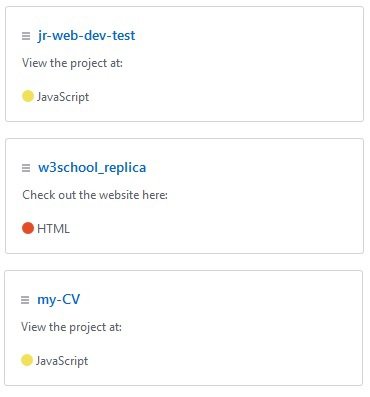 jr-web-dev-test
View the project at:
JavaScript
w3school_replica
Check out the website here:
HTML
my-CV
View the project at:
JavaScript